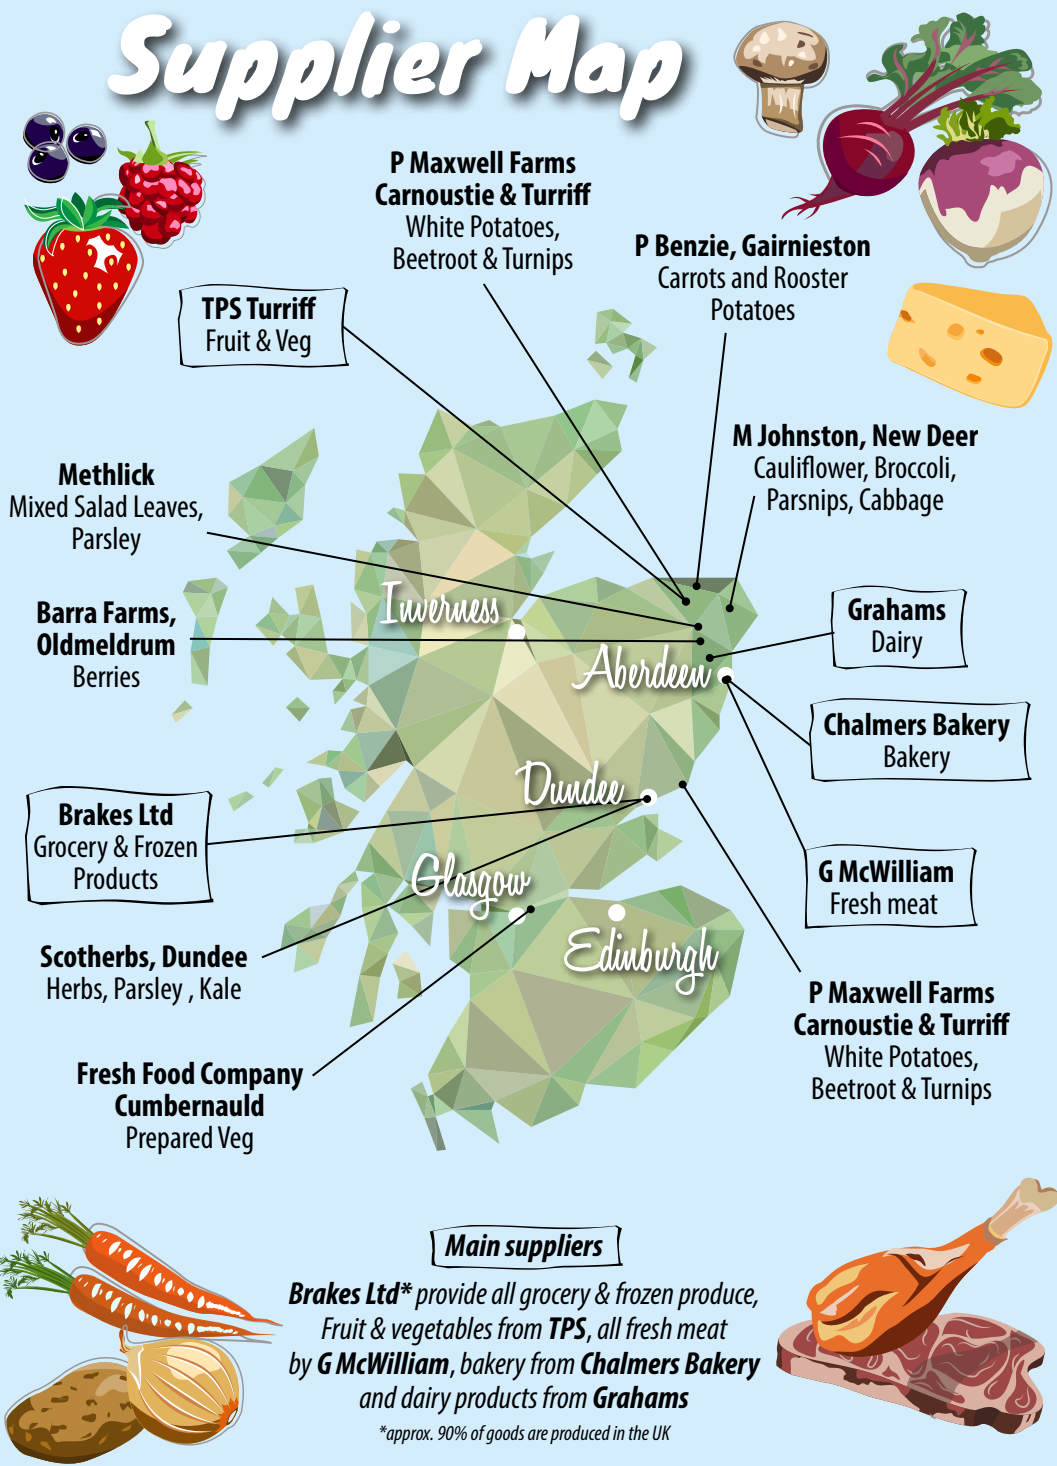 Supplier Map
P Maxwell Farms
Carnoustie & Turriff
White Potatoes,
Beetroot & Turnips
P Benzie, Gairnieston
Carrots and Rooster
Potatoes
TPS Turriff
Fruit & Veg
M Johnston, New Deer
Cauliflower, Broccoli,
Parsnips, Cabbage
Methlick
Mixed Salad Leaves,
Parsley
Inverness
Barra Farms,
Oldmeldrum
Berries
Grahams
Dairy
Aberdeen
Chalmers Bakery
Bakery
Dundee
Brakes Ltd
Grocery & Frozen
Products
Glasgow
G McWilliam
Fresh meat
Edinburgh
Scotherbs, Dundee
Herbs, Parsley , Kale
P Maxwell Farms
Carnoustie & Turriff
White Potatoes,
Beetroot & Turnips
Fresh Food Company
Cumbernauld
Prepared Veg
Main suppliers
Brakes Ltd* provide all grocery & frozen produce,
Fruit & vegetables from TPS, all fresh meat
by G McWilliam, bakery from Chalmers Bakery
and dairy products from Grahams
*approx. 90% of goods are produced in the UK